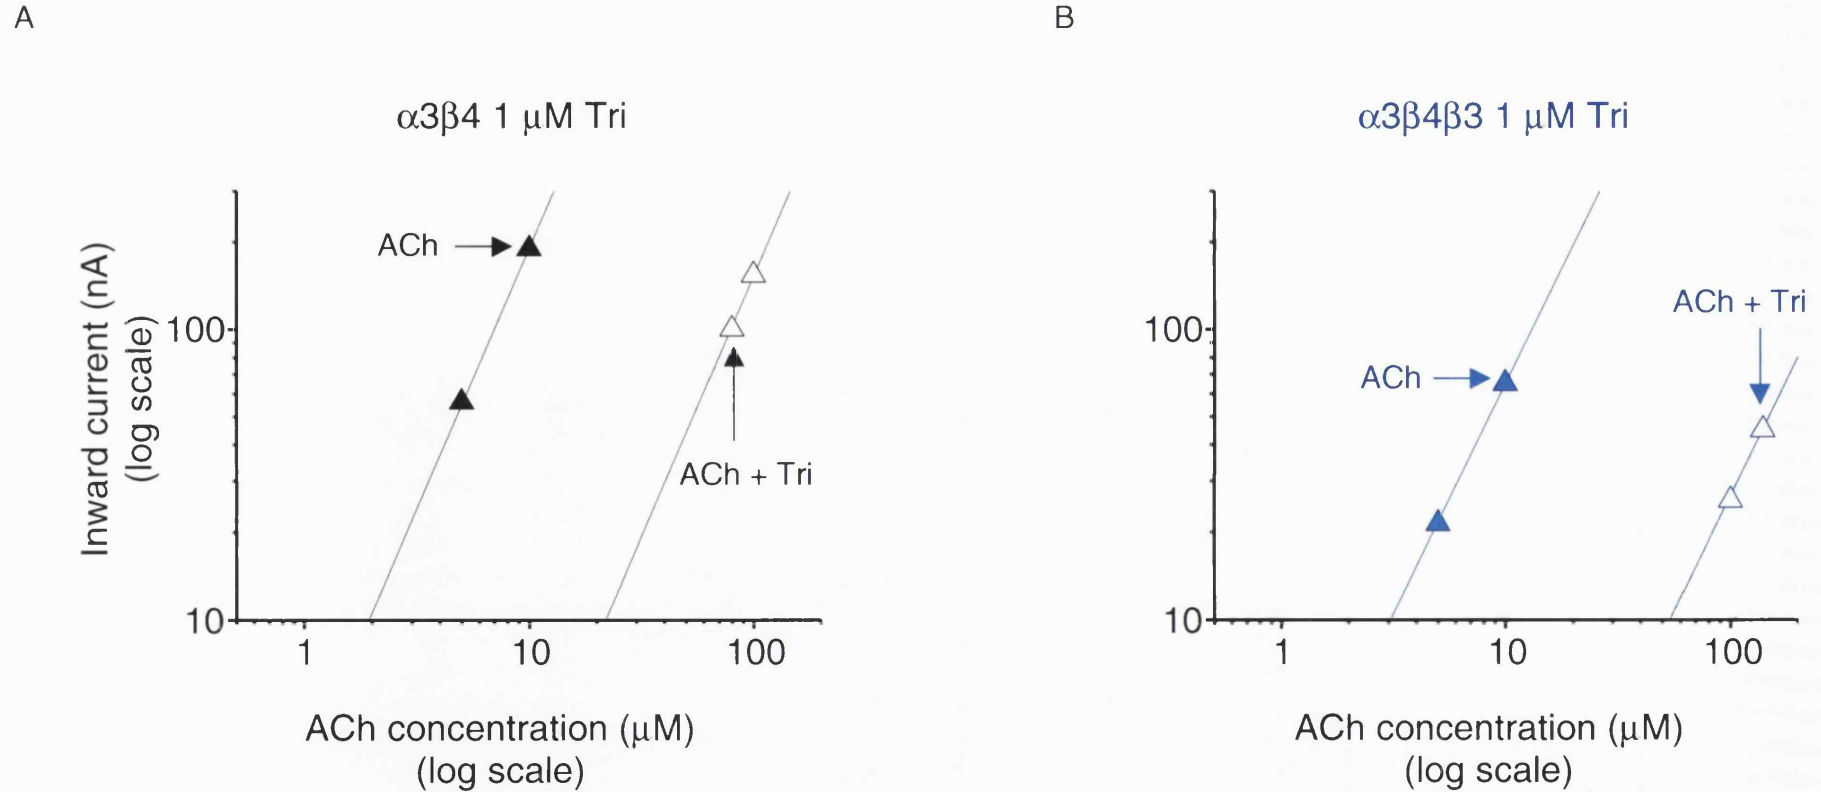 A
α3β4 1 μM Tri
ACh
100
10
ACh + Tri
1 10 100
Inward current (nA)
(log scale)
ACh concentration (μM)
(log scale)
B
α3β4β3 1 μM Tri
ACh + Tri
100
ACh
10
1 10 100
ACh concentration (μM)
(log scale)